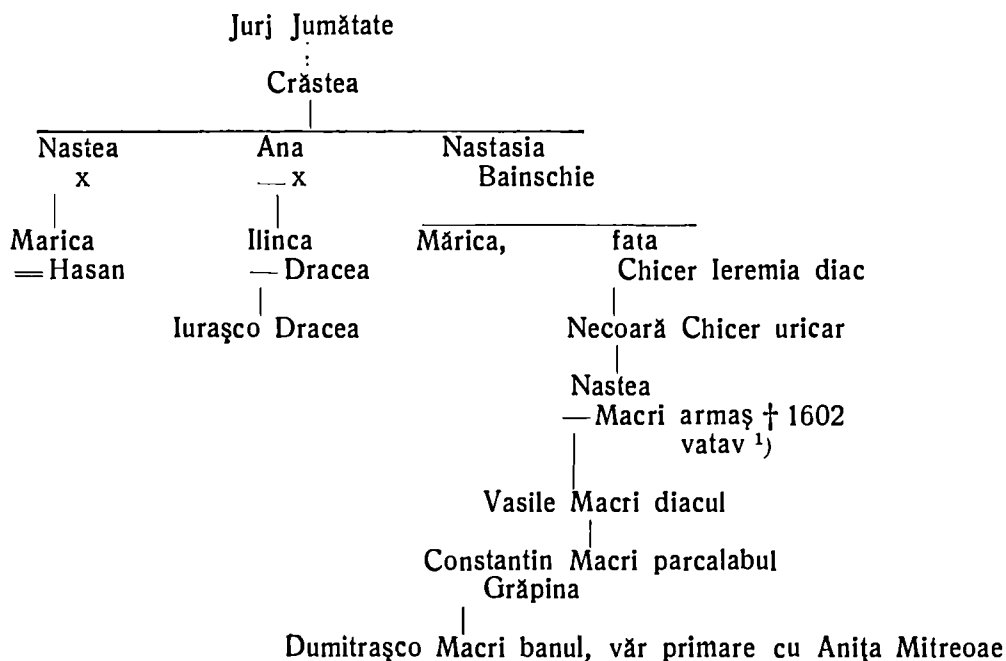 Jurj Jumătate
Crăstea
Nastea Ana Nastasia
x — x Bainschie
Marica Ilinca Mărica, fata
= Hasan — Dracea Chicer Ieremia diac
Iuraşco Dracea Necoară Chicer uricar
Nastea
— Macri armaş † 1602
vatav ¹)
Vasile Macri diacul
Constantin Macri parcalabul
Grăpina
Dumitraşco Macri banul, văr primare cu Aniţa Mitreoae